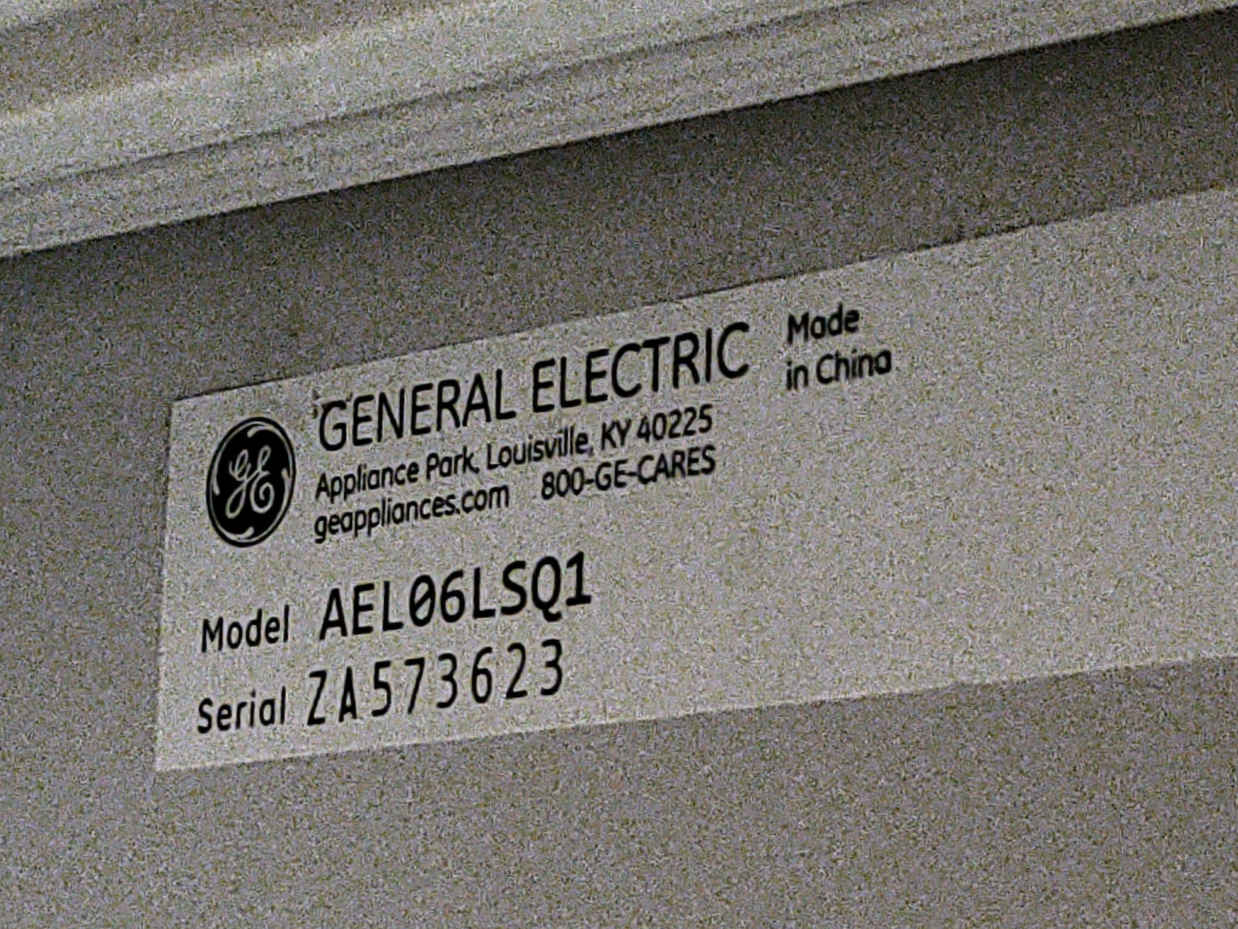 GE
GENERAL ELECTRIC
Appliance Park, Louisville, KY 40225
geappliances.com 800-GE-CARES
Made
in China
Model AEL06LSQ1
Serial ZA573623